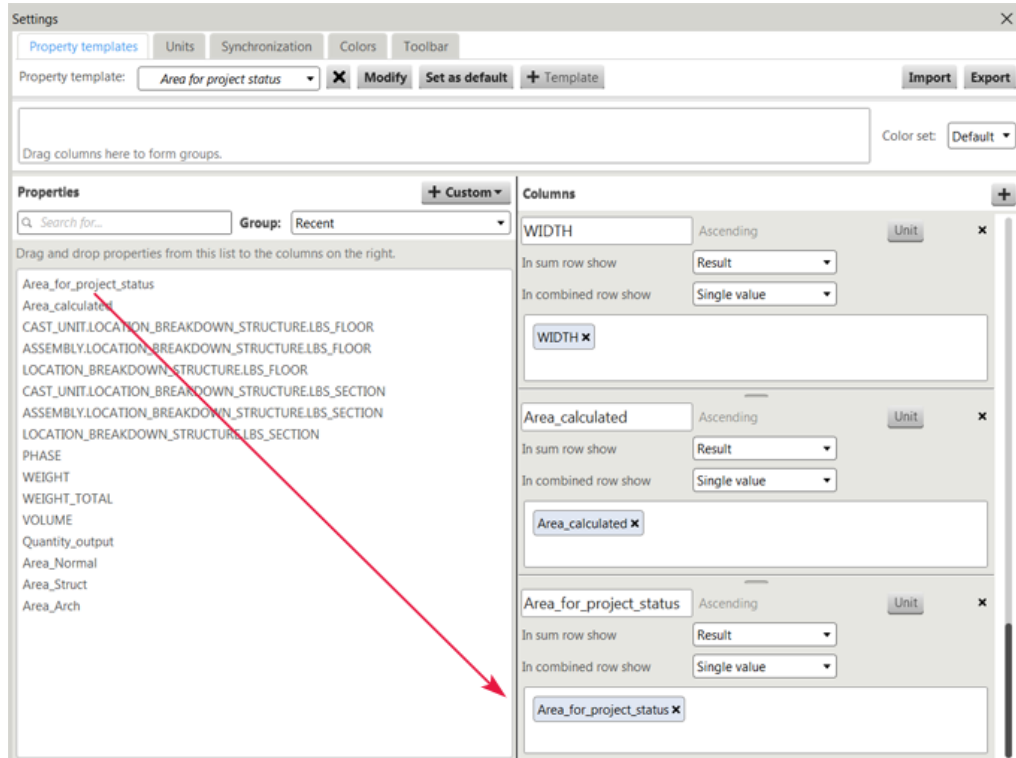 Settings
Property templates Units Synchronization Colors Toolbar
Property template: Area for project status Modify Set as default + Template Import Export
Drag columns here to form groups.
Color set: Default
Properties + Custom
Search for... Group: Recent
Drag and drop properties from this list to the columns on the right.
Area_for_project_status
Area_calculated
CAST_UNIT.LOCATION_BREAKDOWN_STRUCTURE.LBS_FLOOR
ASSEMBLY.LOCATION_BREAKDOWN_STRUCTURE.LBS_FLOOR
LOCATION_BREAKDOWN_STRUCTURE.LBS_FLOOR
CAST_UNIT.LOCATION_BREAKDOWN_STRUCTURE.LBS_SECTION
ASSEMBLY.LOCATION_BREAKDOWN_STRUCTURE.LBS_SECTION
LOCATION_BREAKDOWN_STRUCTURE.LBS_SECTION
PHASE
WEIGHT
WEIGHT_TOTAL
VOLUME
Quantity_output
Area_Normal
Area_Struct
Area_Arch
Columns +
WIDTH Ascending Unit
In sum row show Result
In combined row show Single value
WIDTH
Area_calculated Ascending Unit
In sum row show Result
In combined row show Single value
Area_calculated
Area_for_project_status Ascending Unit
In sum row show Result
In combined row show Single value
Area_for_project_status